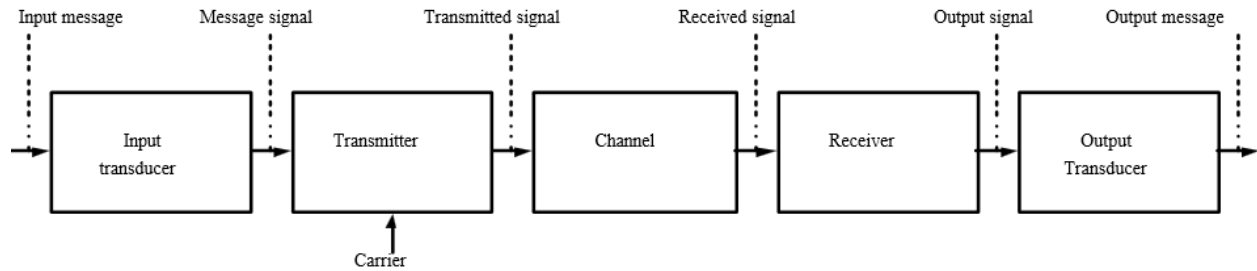 Input message
Message signal
Transmitted signal
Received signal
Output signal
Output message
Input
transducer
Transmitter
Channel
Receiver
Output
Transducer
Carrier